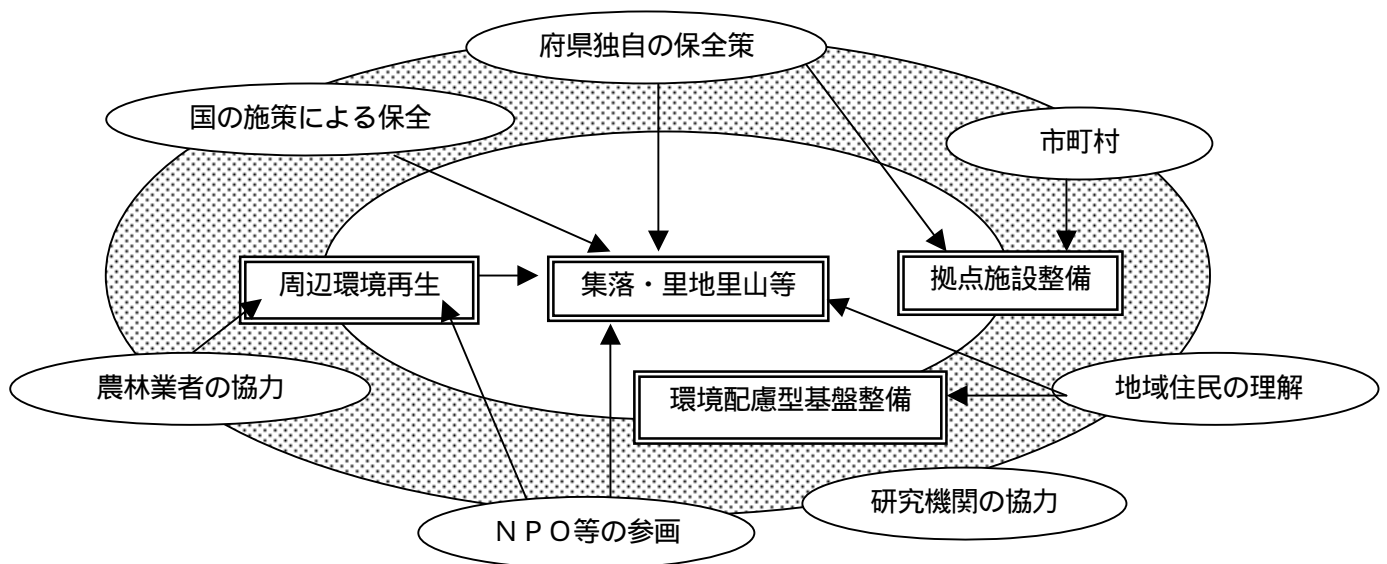 府県独自の保全策
国の施策による保全
市町村
周辺環境再生
集落・里地里山等
拠点施設整備
農林業者の協力
環境配慮型基盤整備
地域住民の理解
研究機関の協力
ＮＰＯ等の参画